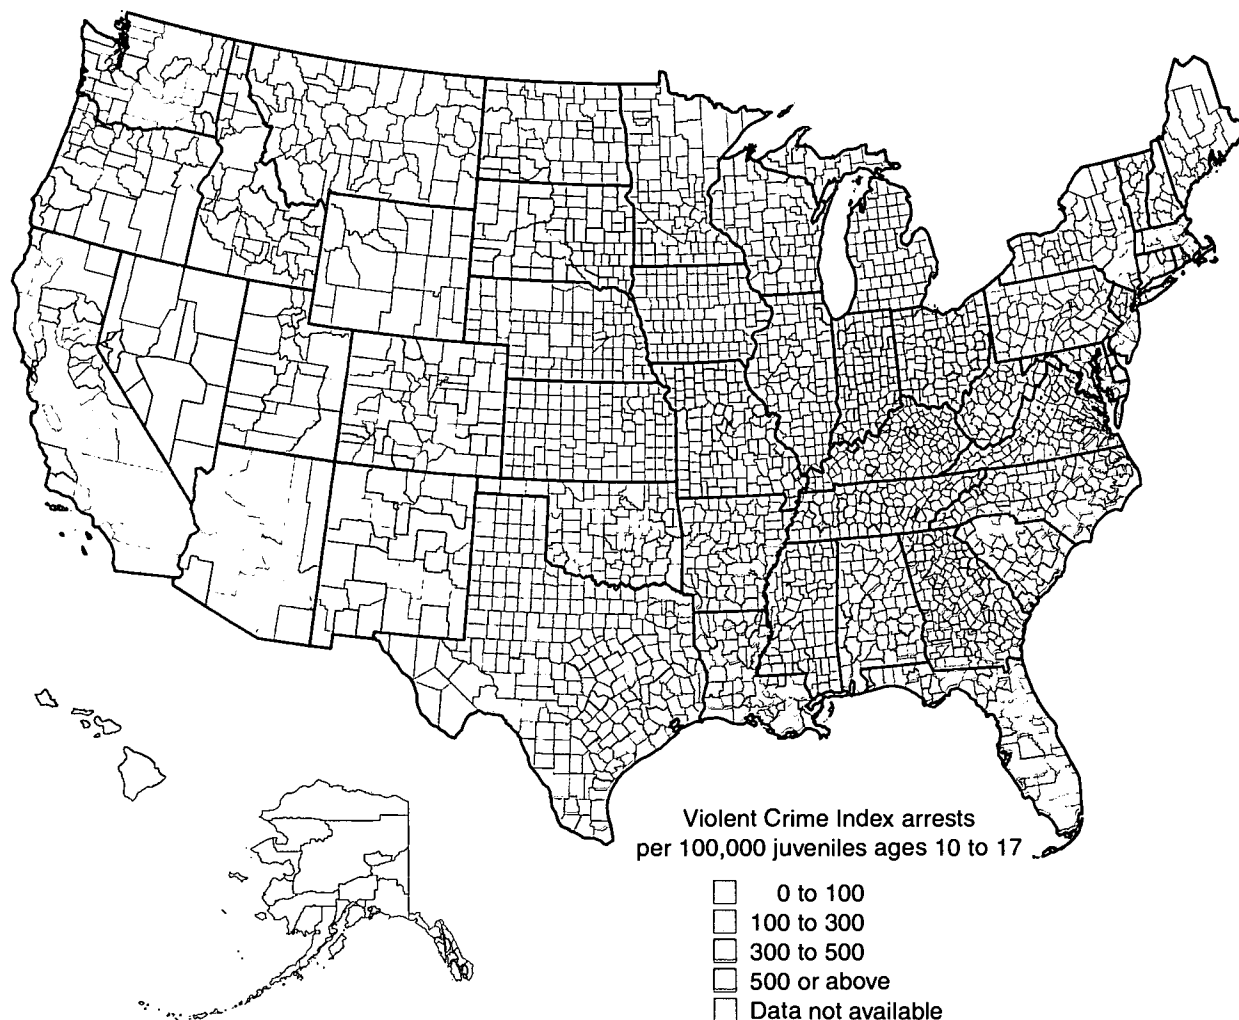 Violent Crime Index arrests
per 100,000 juveniles ages 10 to 17
0 to 100
100 to 300
300 to 500
500 or above
Data not available